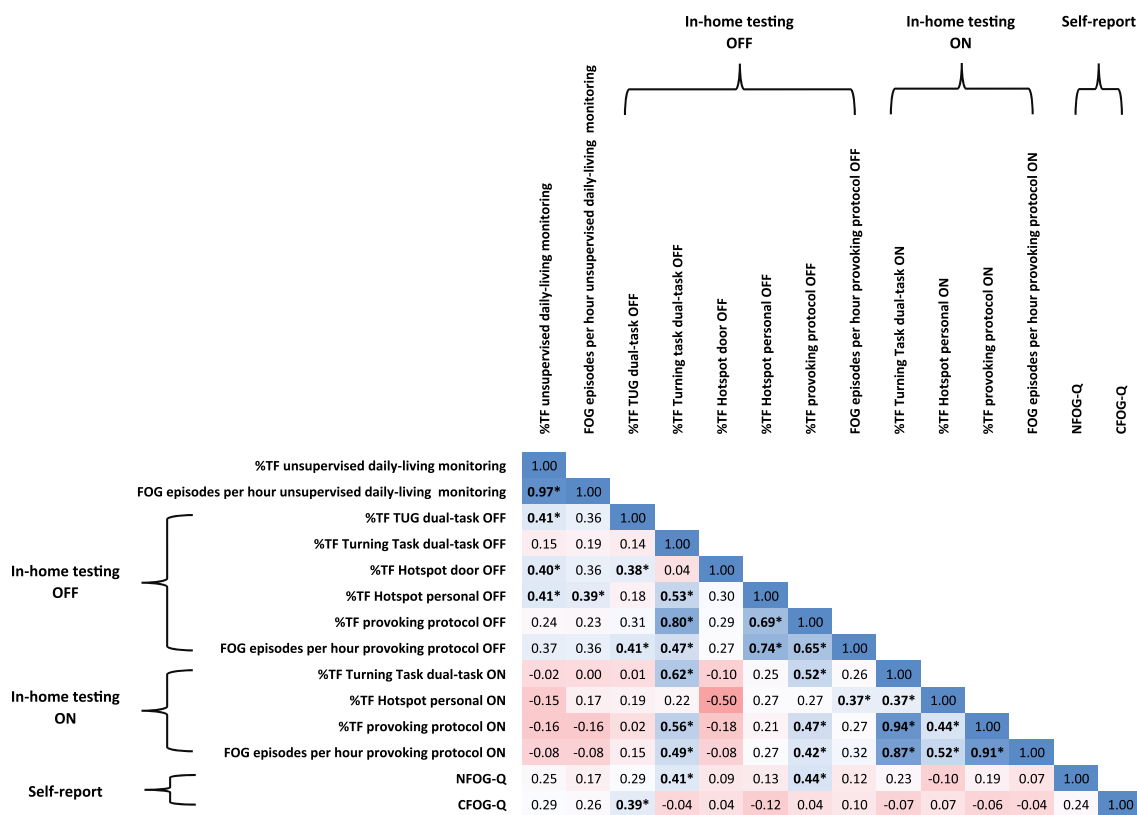 In-home testing
OFF
In-home testing
ON
Self-report
%TF unsupervised daily-living monitoring
FOG episodes per hour unsupervised daily-living monitoring
%TF TUG dual-task OFF
%TF Turning task dual-task OFF
%TF Hotspot door OFF
%TF Hotspot personal OFF
%TF provoking protocol OFF
FOG episodes per hour provoking protocol OFF
%TF Turning Task dual-task ON
%TF Hotspot personal ON
%TF provoking protocol ON
FOG episodes per hour provoking protocol ON
NFOG-Q
CFOG-Q
%TF unsupervised daily-living monitoring 1.00
FOG episodes per hour unsupervised daily-living monitoring 0.97* 1.00
In-home testing
OFF
%TF TUG dual-task OFF 0.41* 0.36 1.00
%TF Turning Task dual-task OFF 0.15 0.19 0.14 1.00
%TF Hotspot door OFF 0.40* 0.36 0.38* 0.04 1.00
%TF Hotspot personal OFF 0.41* 0.39* 0.18 0.53* 0.30 1.00
%TF provoking protocol OFF 0.24 0.23 0.31 0.80* 0.29 0.69* 1.00
FOG episodes per hour provoking protocol OFF 0.37 0.36 0.41* 0.47* 0.27 0.74* 0.65* 1.00
In-home testing
ON
%TF Turning Task dual-task ON -0.02 0.00 0.01 0.62* -0.10 0.25 0.52* 0.26 1.00
%TF Hotspot personal ON -0.15 0.17 0.19 0.22 -0.50 0.27 0.27 0.37* 0.37* 1.00
%TF provoking protocol ON -0.16 -0.16 0.02 0.56* -0.18 0.21 0.47* 0.27 0.94* 0.44* 1.00
FOG episodes per hour provoking protocol ON -0.08 -0.08 0.15 0.49* -0.08 0.27 0.42* 0.32 0.87* 0.52* 0.91* 1.00
Self-report
NFOG-Q 0.25 0.17 0.29 0.41* 0.09 0.13 0.44* 0.12 0.23 -0.10 0.19 0.07 1.00
CFOG-Q 0.29 0.26 0.39* -0.04 0.04 -0.12 0.04 0.10 -0.07 0.07 -0.06 -0.04 0.24 1.00